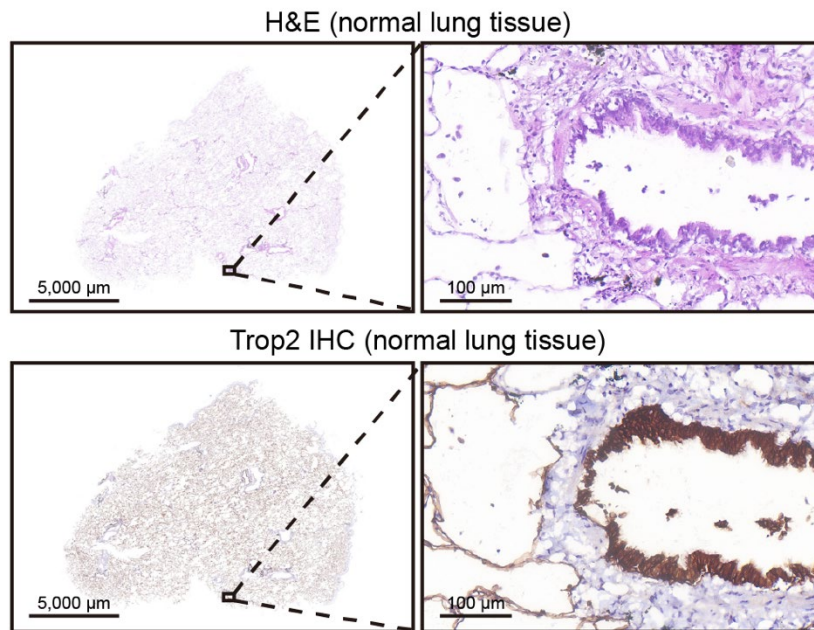 H&E (normal lung tissue)
5,000 µm
100 µm
Trop2 IHC (normal lung tissue)
5,000 µm
100 µm